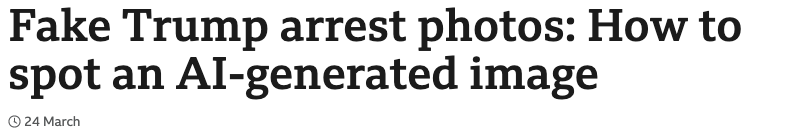 Fake Trump arrest photos: How to
spot an AI-generated image
24 March